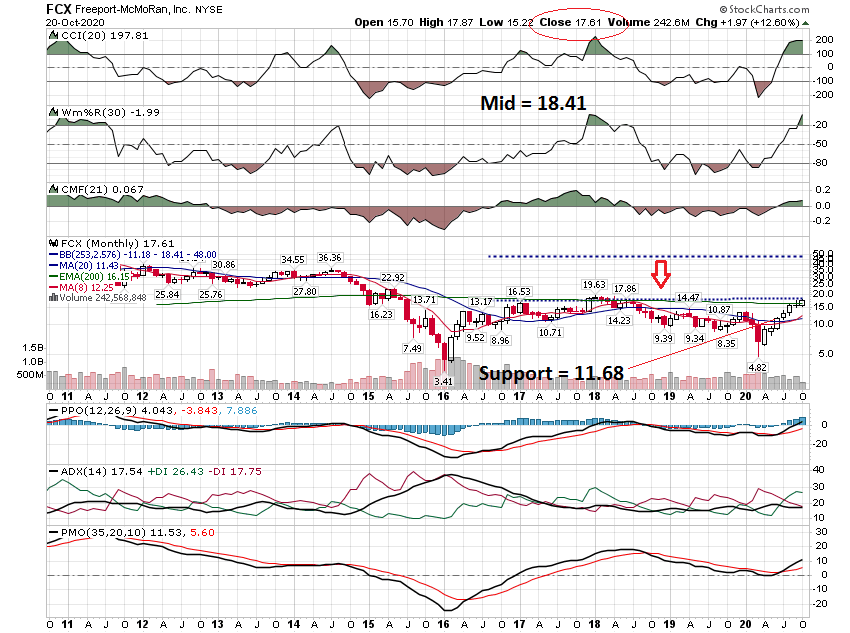 FCX Freeport-McMoRan, Inc. NYSE © StockCharts.com
20-Oct-2020 Open 15.70 High 17.87 Low 15.22 Close 17.61 Volume 242.6M Chg +1.97 (+12.60%)
CCI(20) 197.81
200
100
0
-100
-200
Mid = 18.41
Wm%R(30) -1.99
-20
-50
-80
CMF(21) 0.067
0.2
0.0
-0.2
FCX (Monthly) 17.61
BB(253,2.576) -11.18 - 18.41 - 48.00
MA(20) 11.43
EMA(200) 16.15
MA(8) 12.25
Volume 242,568,848
50.0
30.0
25.0
20.0
15.0
10.0
5.0
1.5B
1.0B
500M
25.84
25.76
30.86
34.55
27.80
36.36
16.23
22.92
7.49
13.71
3.41
9.52
13.17
8.96
16.53
10.71
19.63
14.23
17.86
9.39
14.47
9.34
10.87
8.35
4.82
Support = 11.68
O 11 A J O 12 A J O 13 A J O 14 A J O 15 A J O 16 A J O 17 A J O 18 A J O 19 A J O 20 A J O
PPO(12,26,9) 4.043, -3.843, 7.886
0
-20
ADX(14) 17.54 +DI 26.43 -DI 17.75
40
30
20
10
PMO(35,20,10) 11.53, 5.60
30
20
10
0
-10
-20
O 11 A J O 12 A J O 13 A J O 14 A J O 15 A J O 16 A J O 17 A J O 18 A J O 19 A J O 20 A J O